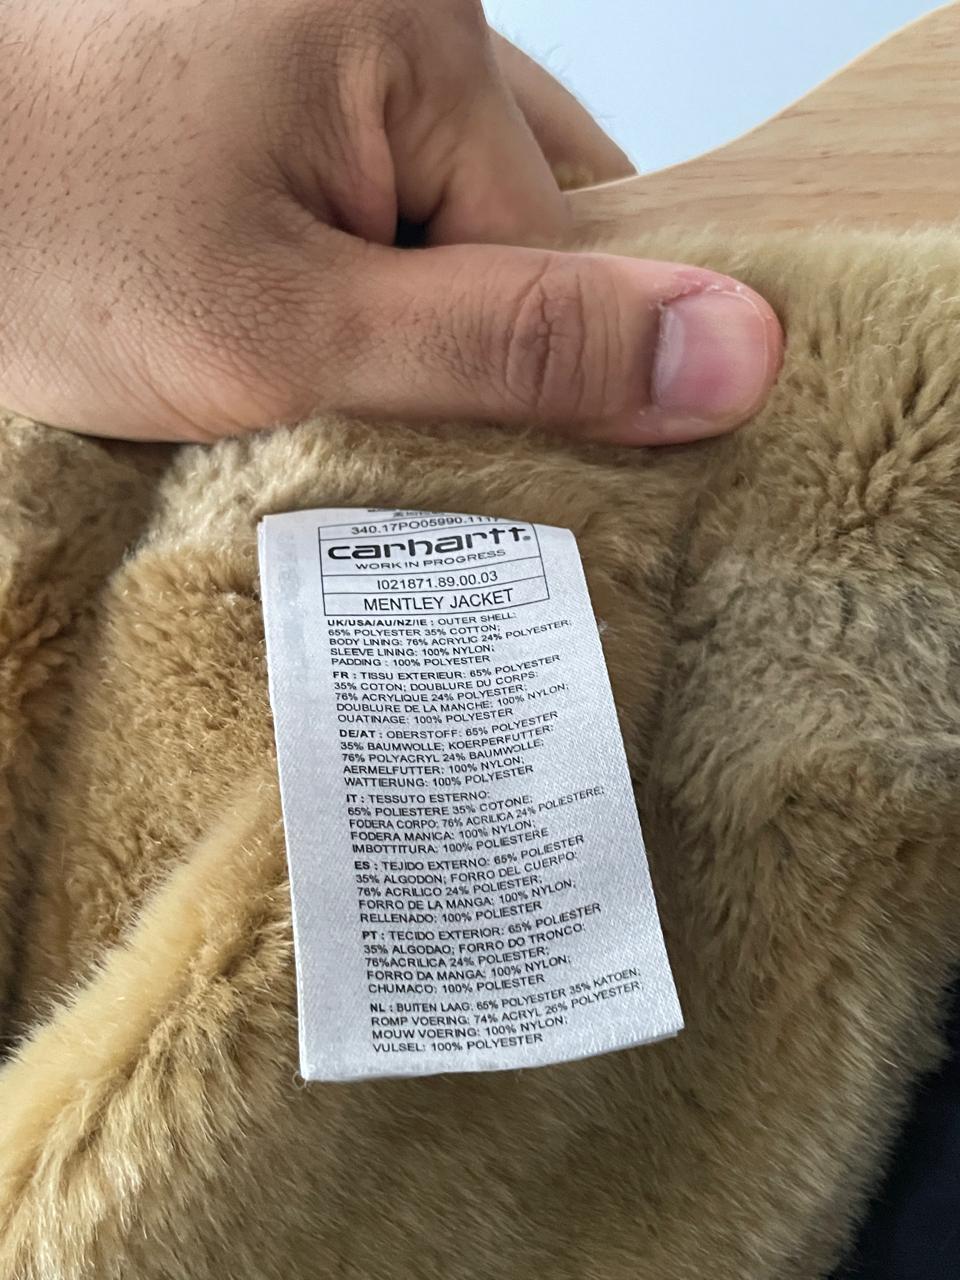 340.17PO05990.1117
carhartt.
WORK IN PROGRESS
I021871.89.00.03
MENTLEY JACKET
UK/USA/AU/NZ/IE : OUTER SHELL:
65% POLYESTER 35% COTTON;
BODY LINING: 76% ACRYLIC 24% POLYESTER;
SLEEVE LINING: 100% NYLON;
PADDING : 100% POLYESTER
FR : TISSU EXTERIEUR: 65% POLYESTER
35% COTON; DOUBLURE DU CORPS:
76% ACRYLIQUE 24% POLYESTER;
DOUBLURE DE LA MANCHE: 100% NYLON;
OUATINAGE: 100% POLYESTER
DE/AT : OBERSTOFF: 65% POLYESTER
35% BAUMWOLLE; KOERPERFUTTER:
76% POLYACRYL 24% BAUMWOLLE;
AERMELFUTTER: 100% NYLON;
WATTIERUNG: 100% POLYESTER
IT : TESSUTO ESTERNO:
65% POLIESTERE 35% COTONE;
FODERA CORPO: 76% ACRILICA 24% POLIESTERE;
FODERA MANICA: 100% NYLON;
IMBOTTITURA: 100% POLIESTERE
ES : TEJIDO EXTERNO: 65% POLIESTER
35% ALGODON; FORRO DEL CUERPO:
76% ACRILICO 24% POLIESTER;
FORRO DE LA MANGA: 100% NYLON;
RELLENADO: 100% POLIESTER
PT : TECIDO EXTERIOR: 65% POLIESTER
35% ALGODAO; FORRO DO TRONCO:
76%ACRILICA 24% POLIESTER;
FORRO DA MANGA: 100% NYLON;
CHUMACO: 100% POLIESTER
NL : BUITEN LAAG: 65% POLYESTER 35% KATOEN;
ROMP VOERING: 74% ACRYL 26% POLYESTER;
MOUW VOERING: 100% NYLON;
VULSEL: 100% POLYESTER